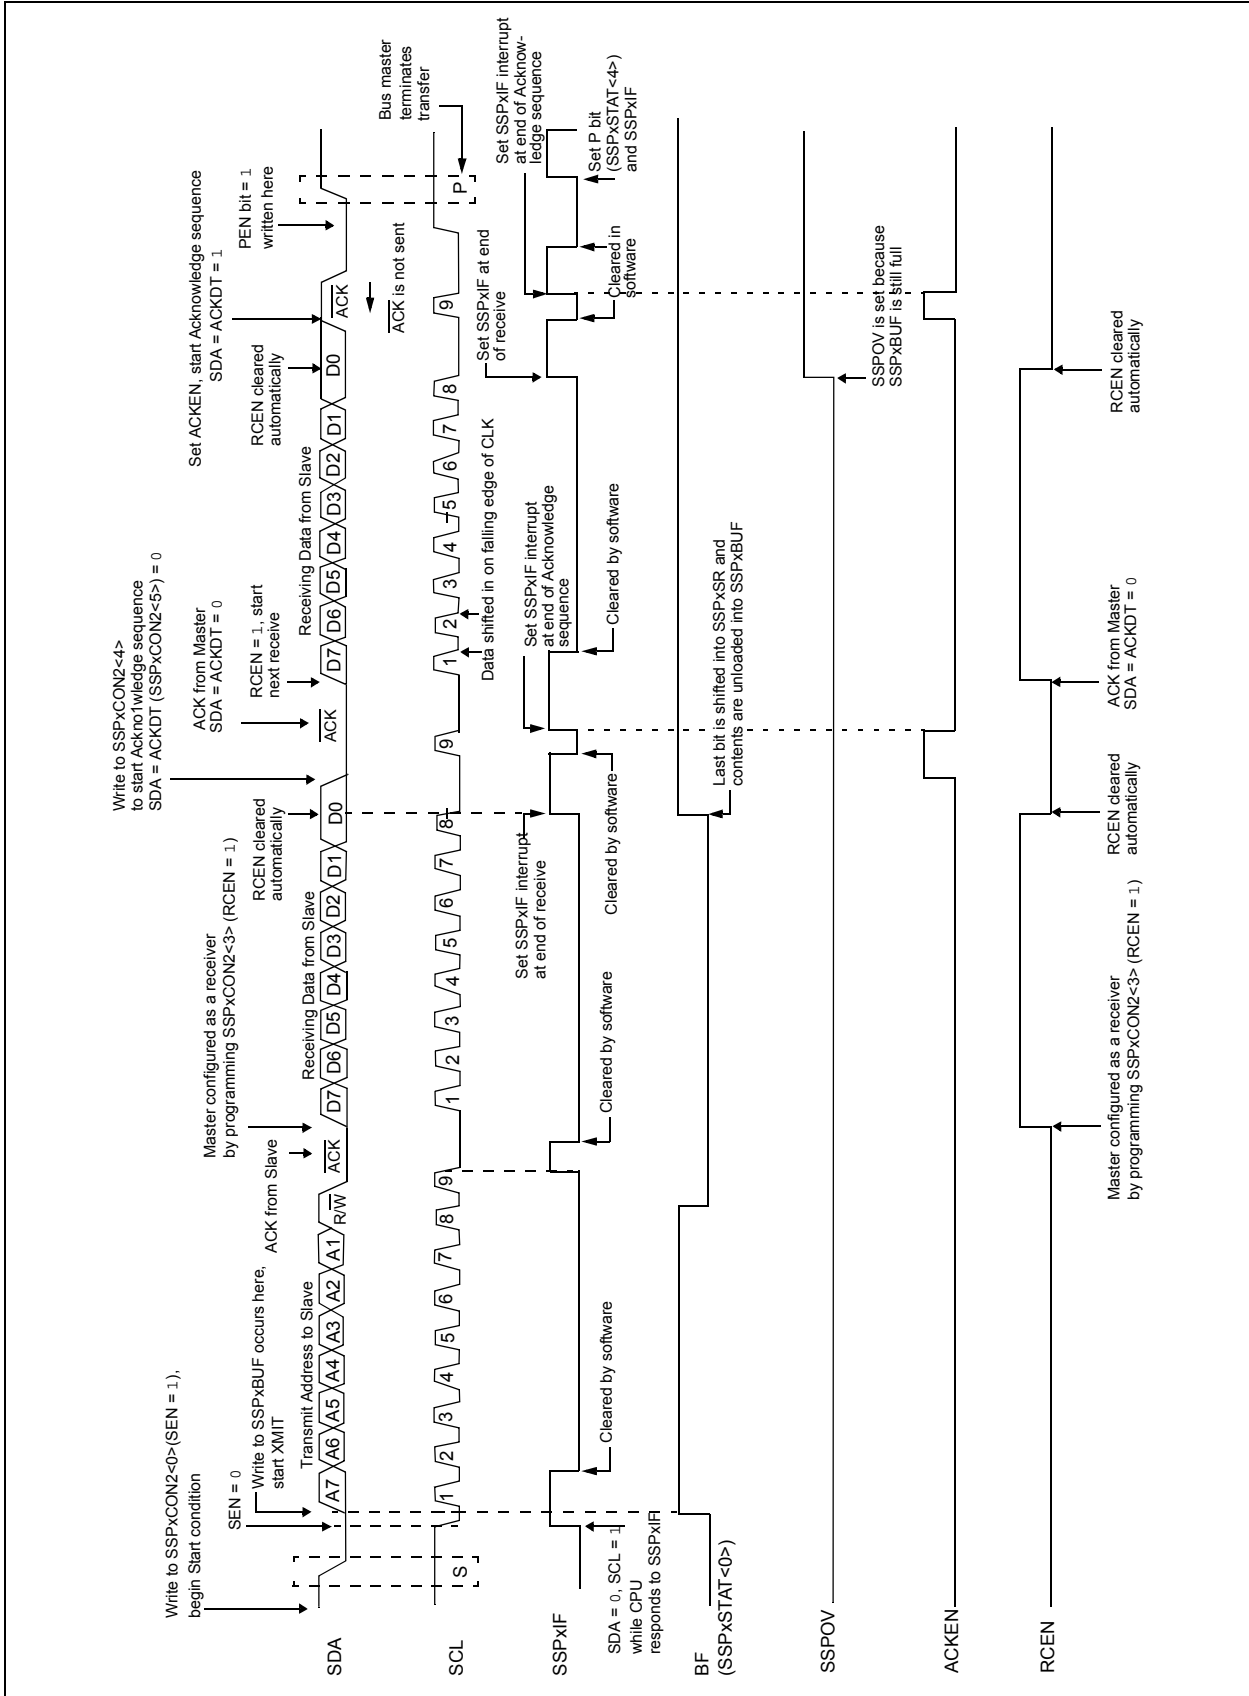 Write to SSPxCON2<0>(SEN = 1),
begin Start condition
SEN = 0
Write to SSPxBUF occurs here,
start XMIT
ACK from Slave
Master configured as a receiver
by programming SSPxCON2<3> (RCEN = 1)
RCEN cleared
automatically
Write to SSPxCON2<4>
to start Ackno1wledge sequence
SDA = ACKDT (SSPxCON2<5>) = 0
ACK from Master
SDA = ACKDT = 0
RCEN = 1, start
next receive
RCEN cleared
automatically
Set ACKEN, start Acknowledge sequence
SDA = ACKDT = 1
PEN bit = 1
written here
Transmit Address to Slave
Receiving Data from Slave
Receiving Data from Slave
SDA
A7 A6 A5 A4 A3 A2 A1 R/W ACK D7 D6 D5 D4 D3 D2 D1 D0 ACK D7 D6 D5 D4 D3 D2 D1 D0 ACK
ACK is not sent
Bus master
terminates
transfer
SCL
S 1 2 3 4 5 6 7 8 9 1 2 3 4 5 6 7 8 9 1 2 3 4 5 6 7 8 9 P
Data shifted in on falling edge of CLK
Set SSPxIF interrupt
at end of receive
Set SSPxIF interrupt
at end of Acknowledge
sequence
Set SSPxIF at end
of receive
Set SSPxIF interrupt
at end of Acknow-
ledge sequence
SSPxIF
SDA = 0, SCL = 1
while CPU
responds to SSPxIF
Cleared by software
Cleared by software
Cleared by software
Cleared by software
Cleared in
software
Set P bit
(SSPxSTAT<4>)
and SSPxIF
BF
(SSPxSTAT<0>)
Last bit is shifted into SSPxSR and
contents are unloaded into SSPxBUF
SSPOV
SSPOV is set because
SSPxBUF is still full
ACKEN
RCEN
Master configured as a receiver
by programming SSPxCON2<3> (RCEN = 1)
RCEN cleared
automatically
ACK from Master
SDA = ACKDT = 0
RCEN cleared
automatically